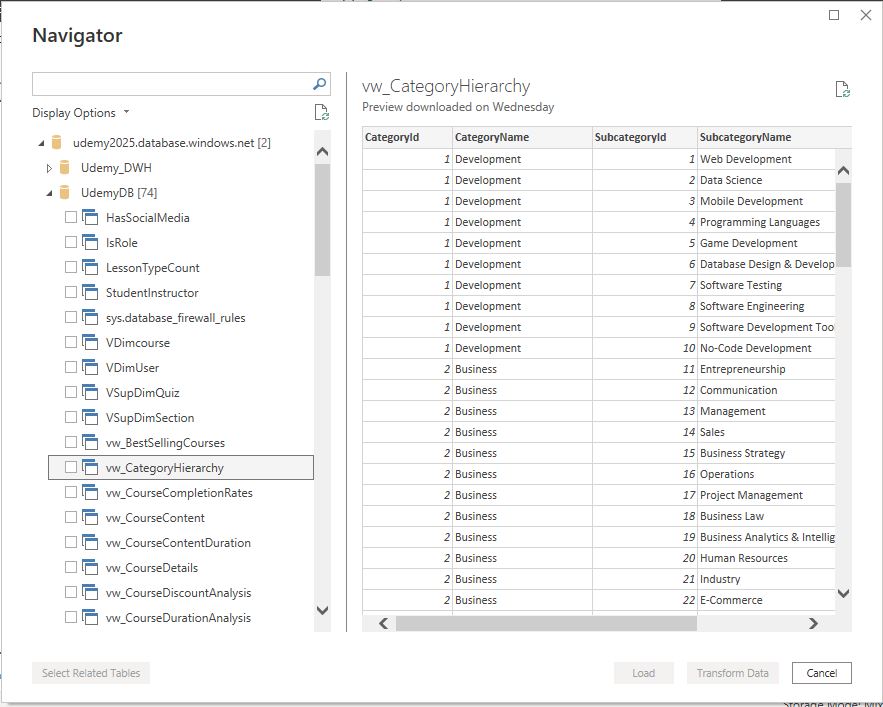 Navigator
Display Options
udemy2025.database.windows.net [2]
Udemy_DWH
UdemyDB [74]
HasSocialMedia
IsRole
LessonTypeCount
StudentInstructor
sys.database_firewall_rules
VDimcourse
VDimUser
VSupDimQuiz
VSupDimSection
vw_BestSellingCourses
vw_CategoryHierarchy
vw_CourseCompletionRates
vw_CourseContent
vw_CourseContentDuration
vw_CourseDetails
vw_CourseDiscountAnalysis
vw_CourseDurationAnalysis
vw_CategoryHierarchy
Preview downloaded on Wednesday
CategoryId CategoryName SubcategoryId SubcategoryName
1 Development 1 Web Development
1 Development 2 Data Science
1 Development 3 Mobile Development
1 Development 4 Programming Languages
1 Development 5 Game Development
1 Development 6 Database Design & Develop
1 Development 7 Software Testing
1 Development 8 Software Engineering
1 Development 9 Software Development Too
1 Development 10 No-Code Development
2 Business 11 Entrepreneurship
2 Business 12 Communication
2 Business 13 Management
2 Business 14 Sales
2 Business 15 Business Strategy
2 Business 16 Operations
2 Business 17 Project Management
2 Business 18 Business Law
2 Business 19 Business Analytics & Intellig
2 Business 20 Human Resources
2 Business 21 Industry
2 Business 22 E-Commerce
Select Related Tables
Load
Transform Data
Cancel